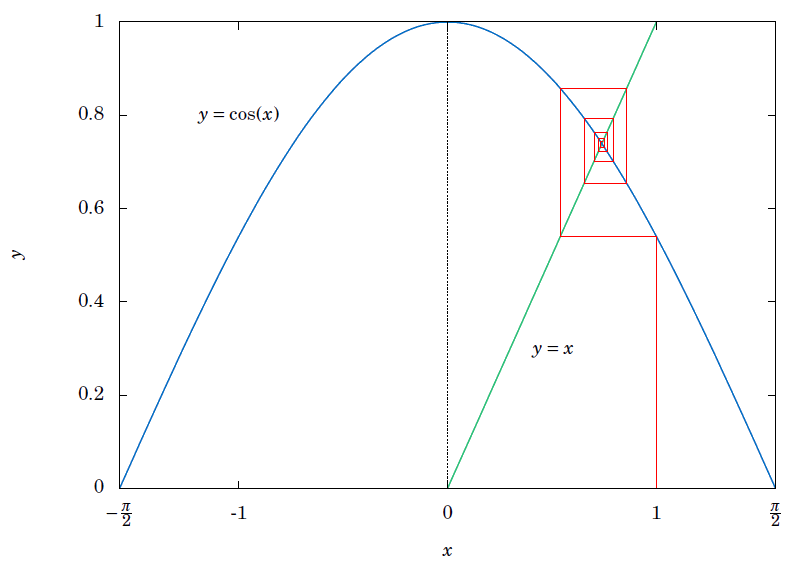 1
0.8
y = cos(x)
0.6
y
0.4
y = x
0.2
0
−π/2
-1
0
1
π/2
x